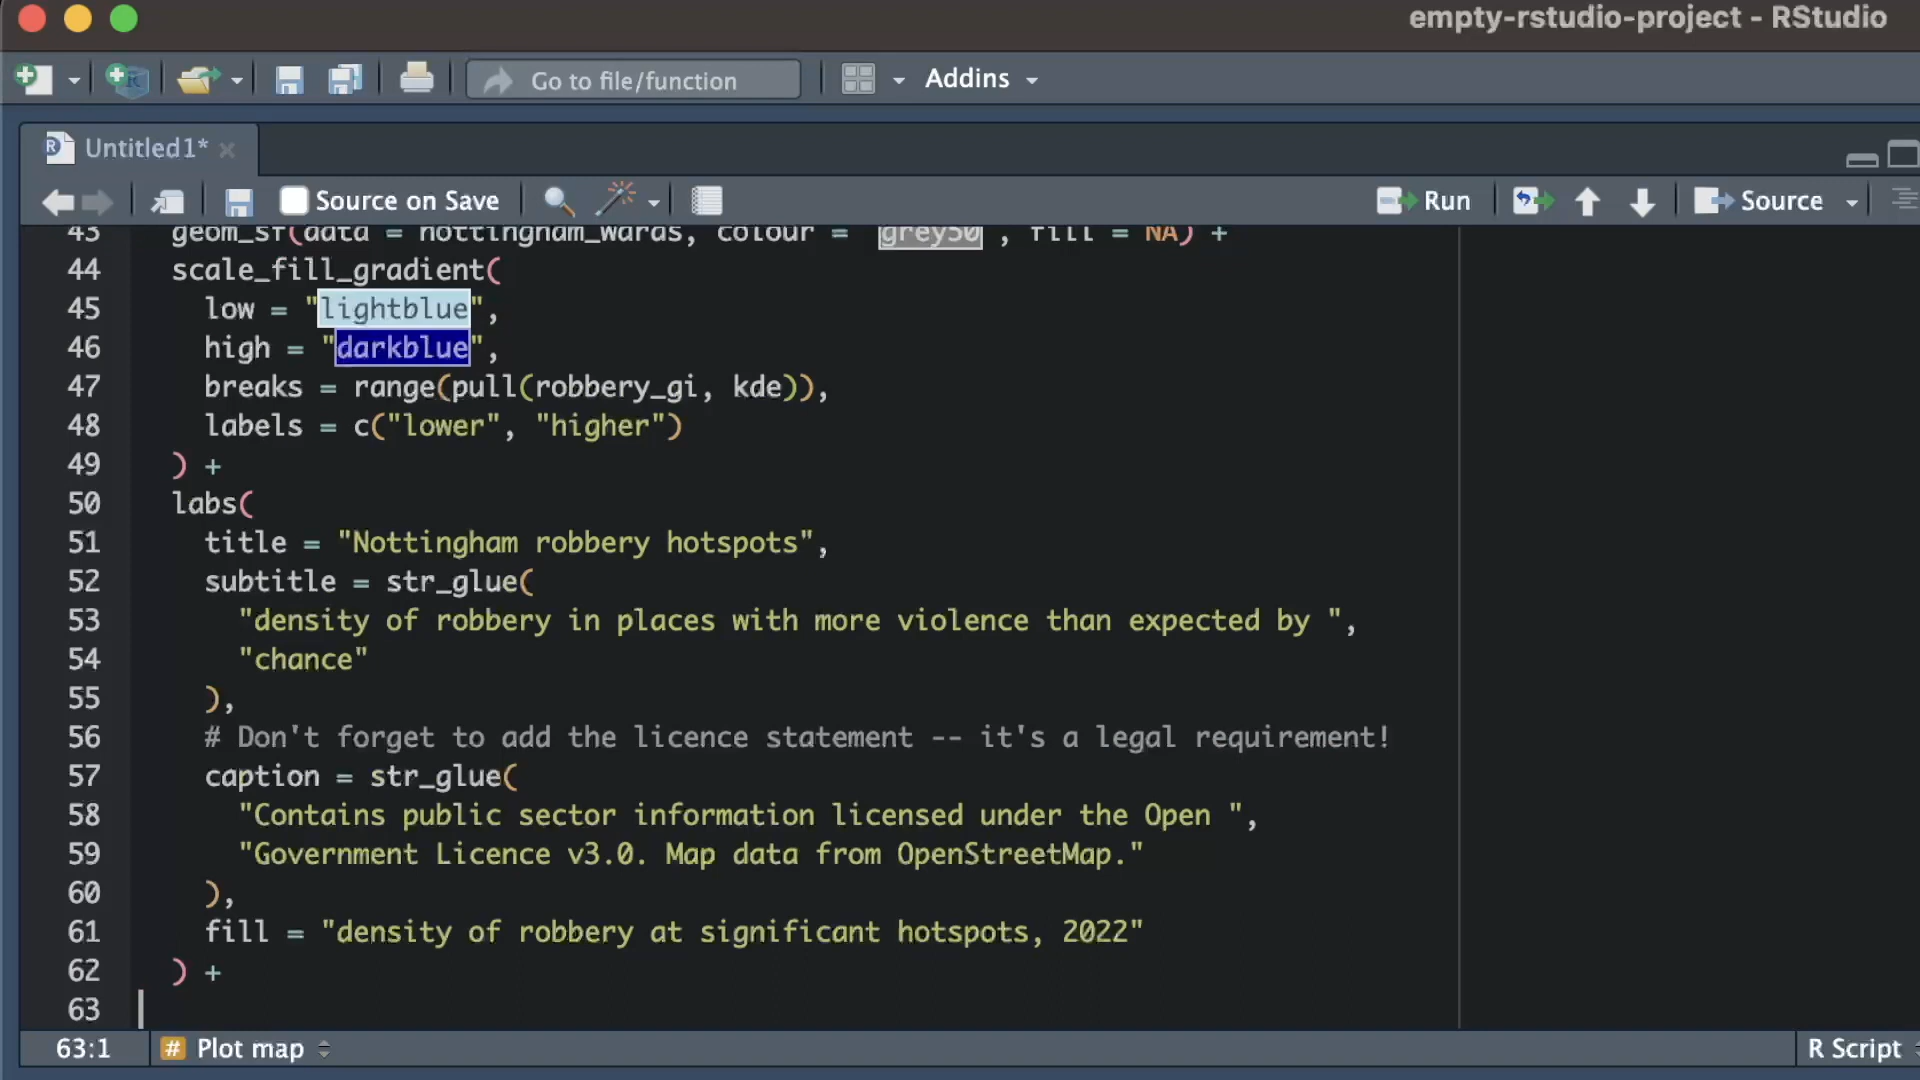 empty-rstudio-project - RStudio
Go to file/function
Addins
Untitled1*
Source on Save
Run
Source
43 geom_sf(data = nottingham_wards, colour = "grey50", fill = NA) +
44 scale_fill_gradient(
45 low = "lightblue",
46 high = "darkblue",
47 breaks = range(pull(robbery_gi, kde)),
48 labels = c("lower", "higher")
49 ) +
50 labs(
51 title = "Nottingham robbery hotspots",
52 subtitle = str_glue(
53 "density of robbery in places with more violence than expected by ",
54 "chance"
55 ),
56 # Don't forget to add the licence statement -- it's a legal requirement!
57 caption = str_glue(
58 "Contains public sector information licensed under the Open ",
59 "Government Licence v3.0. Map data from OpenStreetMap."
60 ),
61 fill = "density of robbery at significant hotspots, 2022"
62 ) +
63
63:1 # Plot map
R Script